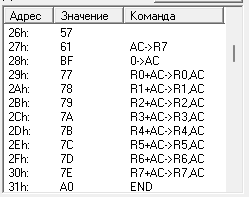 Адрес Значение Команда
26h: 57
27h: 61 AC->R7
28h: BF 0->AC
29h: 77 R0+AC->R0,AC
2Ah: 78 R1+AC->R1,AC
2Bh: 79 R2+AC->R2,AC
2Ch: 7A R3+AC->R3,AC
2Dh: 7B R4+AC->R4,AC
2Eh: 7C R5+AC->R5,AC
2Fh: 7D R6+AC->R6,AC
30h: 7E R7+AC->R7,AC
31h: A0 END